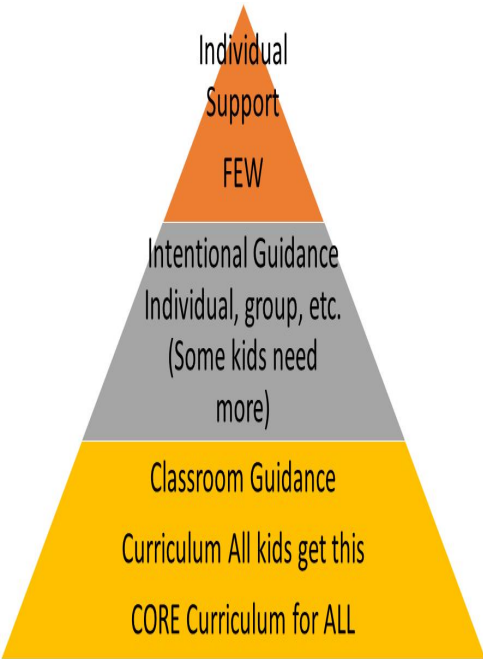 Individual
Support
FEW
Intentional Guidance
Individual, group, etc.
(Some kids need
more)
Classroom Guidance
Curriculum All kids get this
CORE Curriculum for ALL